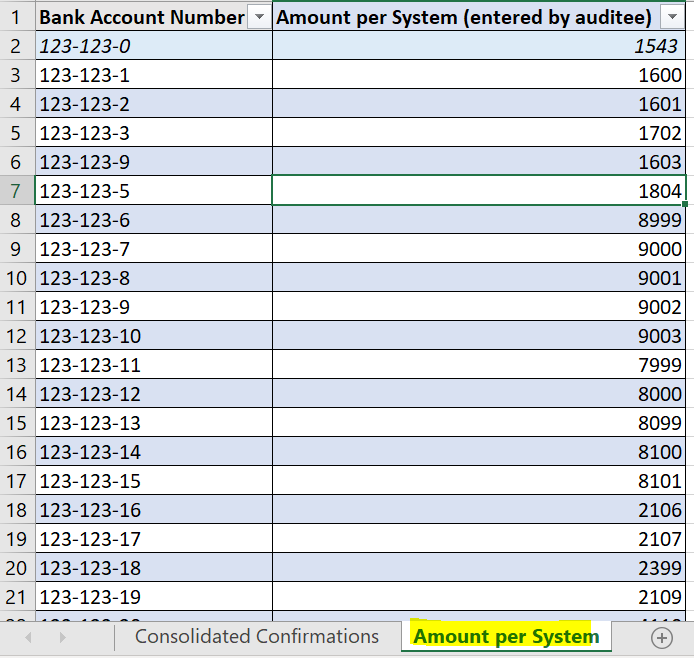 1 Bank Account Number Amount per System (entered by auditee)
2 123-123-0 1543
3 123-123-1 1600
4 123-123-2 1601
5 123-123-3 1702
6 123-123-9 1603
7 123-123-5 1804
8 123-123-6 8999
9 123-123-7 9000
10 123-123-8 9001
11 123-123-9 9002
12 123-123-10 9003
13 123-123-11 7999
14 123-123-12 8000
15 123-123-13 8099
16 123-123-14 8100
17 123-123-15 8101
18 123-123-16 2106
19 123-123-17 2107
20 123-123-18 2399
21 123-123-19 2109
Consolidated Confirmations Amount per System